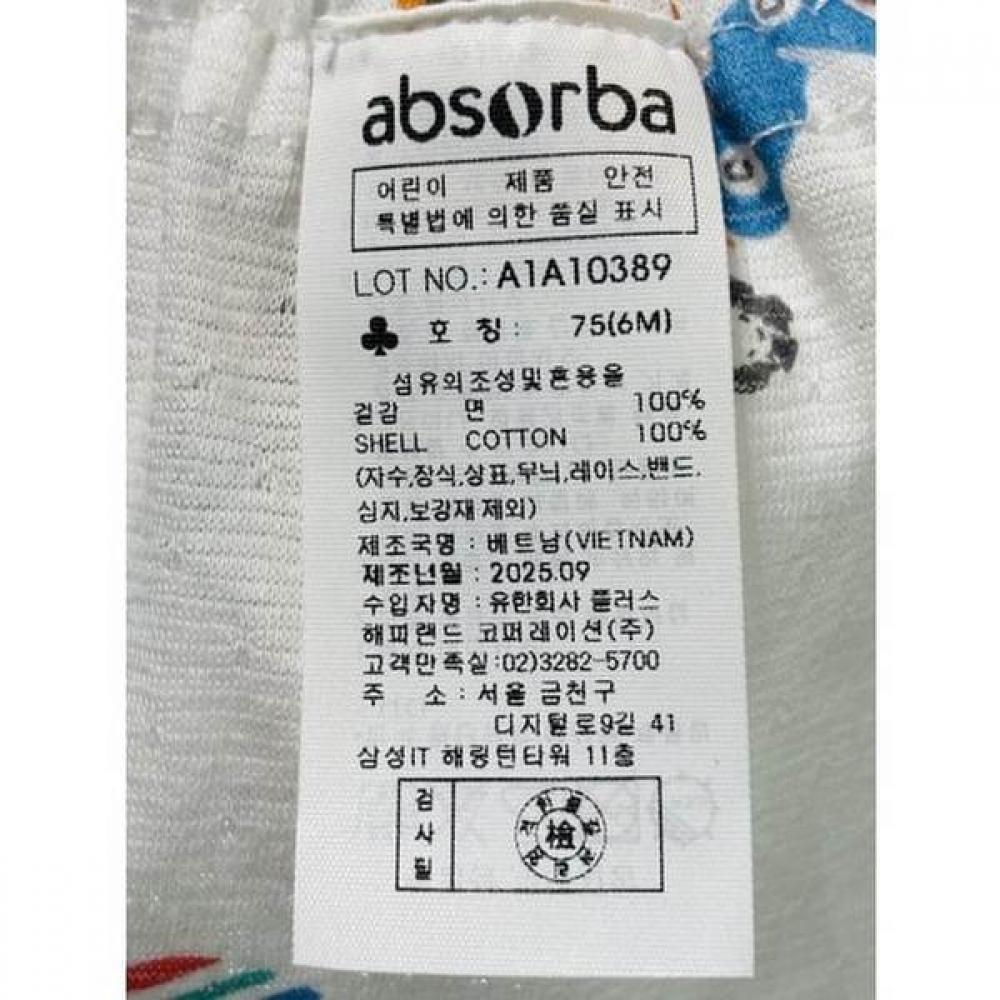 absorba
어린이 제품 안전
특별법에 의한 품질 표시
LOT NO.: A1A10389
♣ 호 칭 : 75(6M)
섬유의조성및혼용율
겉감 면 100%
SHELL COTTON 100%
(자수,장식,상표,무늬,레이스,밴드,
심지,보강재 제외)
제조국명 : 베트남(VIETNAM)
제조년월 : 2025.09
수입자명 : 유한회사 플러스
해피랜드 코퍼레이션(주)
고객만족실:02)3282-5700
주 소 : 서울 금천구
디지털로9길 41
삼성IT 해링턴타워 11층
검사필
檢